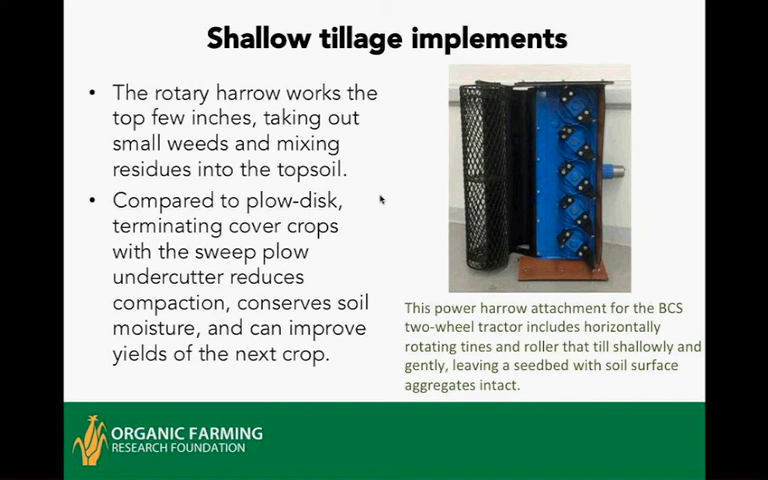 Shallow tillage implements
• The rotary harrow works the
top few inches, taking out
small weeds and mixing
residues into the topsoil.
• Compared to plow-disk,
terminating cover crops
with the sweep plow
undercutter reduces
compaction, conserves soil
moisture, and can improve
yields of the next crop.
This power harrow attachment for the BCS
two-wheel tractor includes horizontally
rotating tines and roller that till shallowly and
gently, leaving a seedbed with soil surface
aggregates intact.
ORGANIC FARMING
RESEARCH FOUNDATION